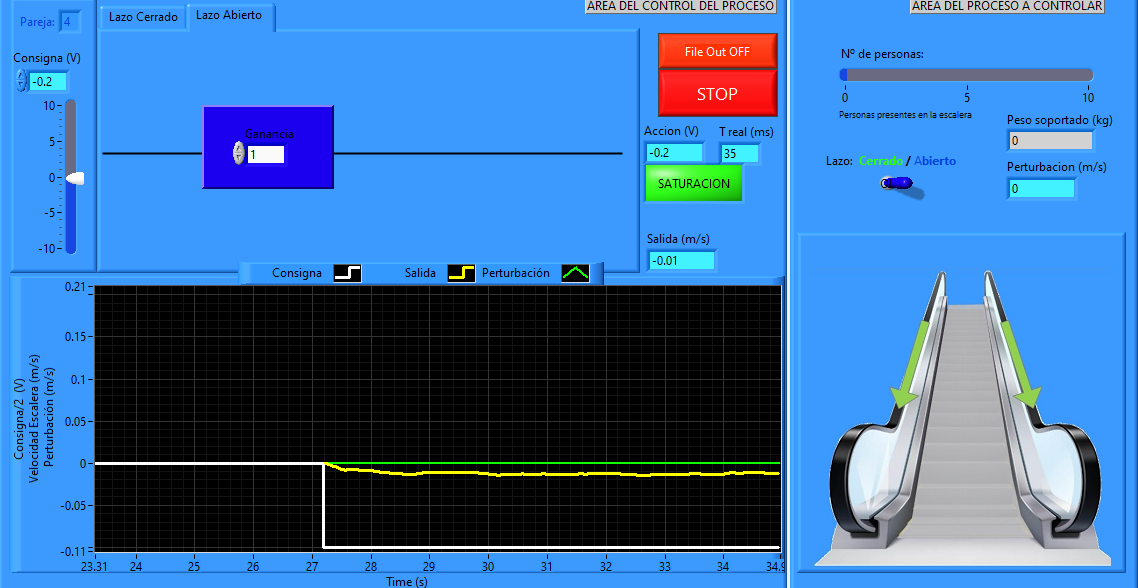 Pareja: 4
Lazo Cerrado
Lazo Abierto
AREA DEL CONTROL DEL PROCESO
AREA DEL PROCESO A CONTROLAR
Consigna (V)
-0.2
10
5
0
-5
-10
Ganancia
1
File Out OFF
STOP
Accion (V)
T real (ms)
-0.2
35
SATURACION
Salida (m/s)
-0.01
Nº de personas:
0
5
10
Personas presentes en la escalera
Peso soportado (kg)
0
Lazo: Cerrado / Abierto
Perturbacion (m/s)
0
Consigna
Salida
Perturbación
Consigna/2 (V)
Velocidad Escalera (m/s)
Perturbación (m/s)
0.21
0.15
0.1
0.05
0
-0.05
-0.11
23.31
24
25
26
27
28
29
30
31
32
33
34
34.9
Time (s)